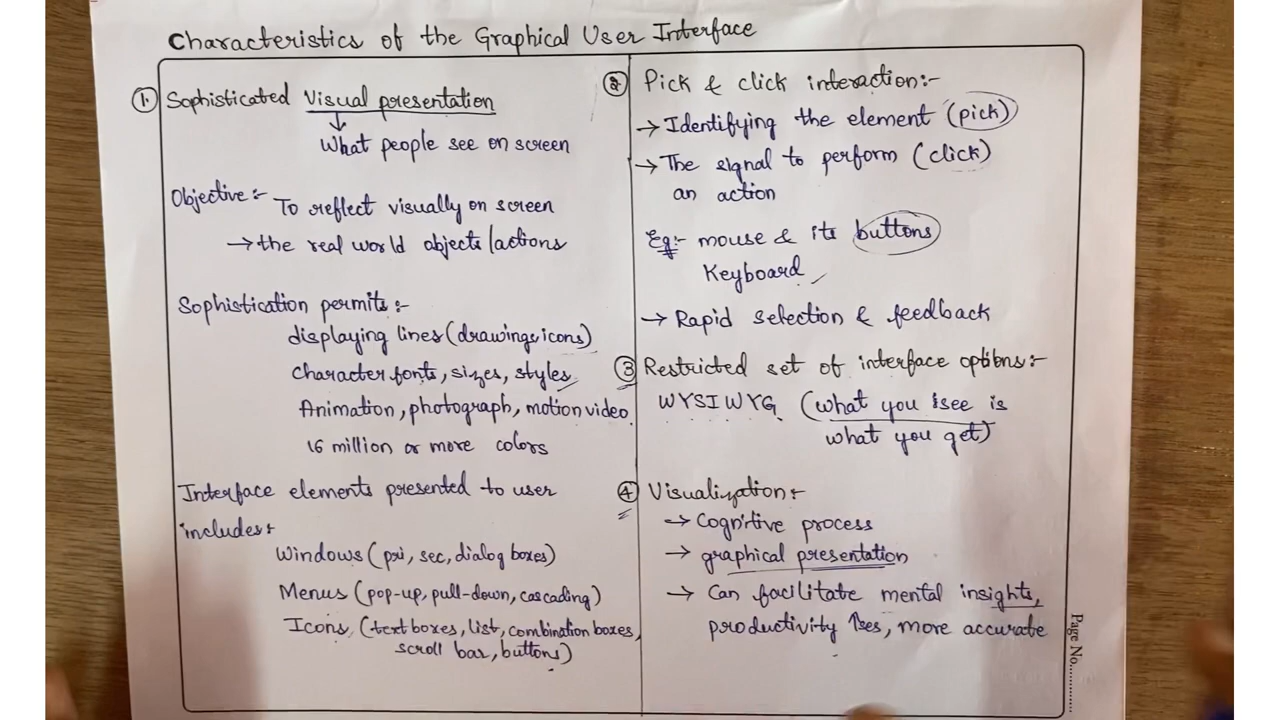 Characteristics of the Graphical User Interface
1. Sophisticated Visual presentation
↓
What people see on screen
Objective:- To reflect visually on screen
→ the real world objects/actions
Sophistication permits:-
displaying lines (drawings, icons)
character fonts, sizes, styles
Animation, photograph, motion video
16 million or more colors
Interface elements presented to user
includes:
Windows (pri, sec, dialog boxes)
Menus (pop-up, pull-down, cascading)
Icons, (text boxes, list, combination boxes,
scroll bar, buttons)
2. Pick & click interaction:-
→ Identifying the element (pick)
→ The signal to perform (click)
an action
Eg:- mouse & its buttons
Keyboard
→ Rapid selection & feedback
3 Restricted set of interface options:-
WYSIWYG (what you see is
what you get)
4 Visualization:-
→ Cognitive process
→ graphical presentation
→ Can facilitate mental insights,
productivity ↑ses, more accurate
Page No............